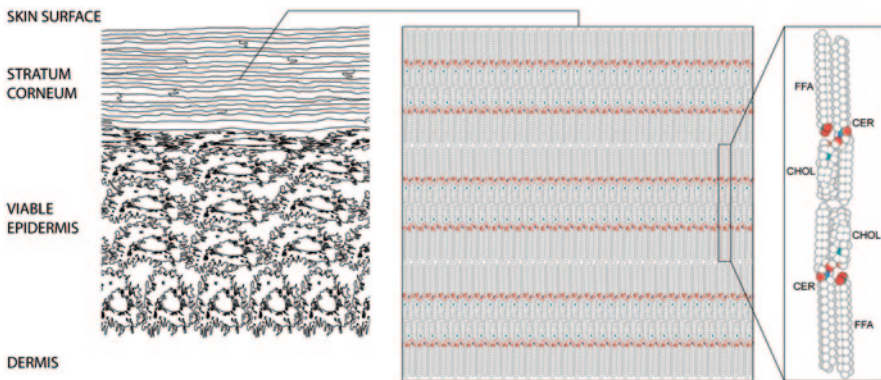 SKIN SURFACE
STRATUM
CORNEUM
VIABLE
EPIDERMIS
DERMIS
FFA
CER
CHOL
CHOL
CER
FFA